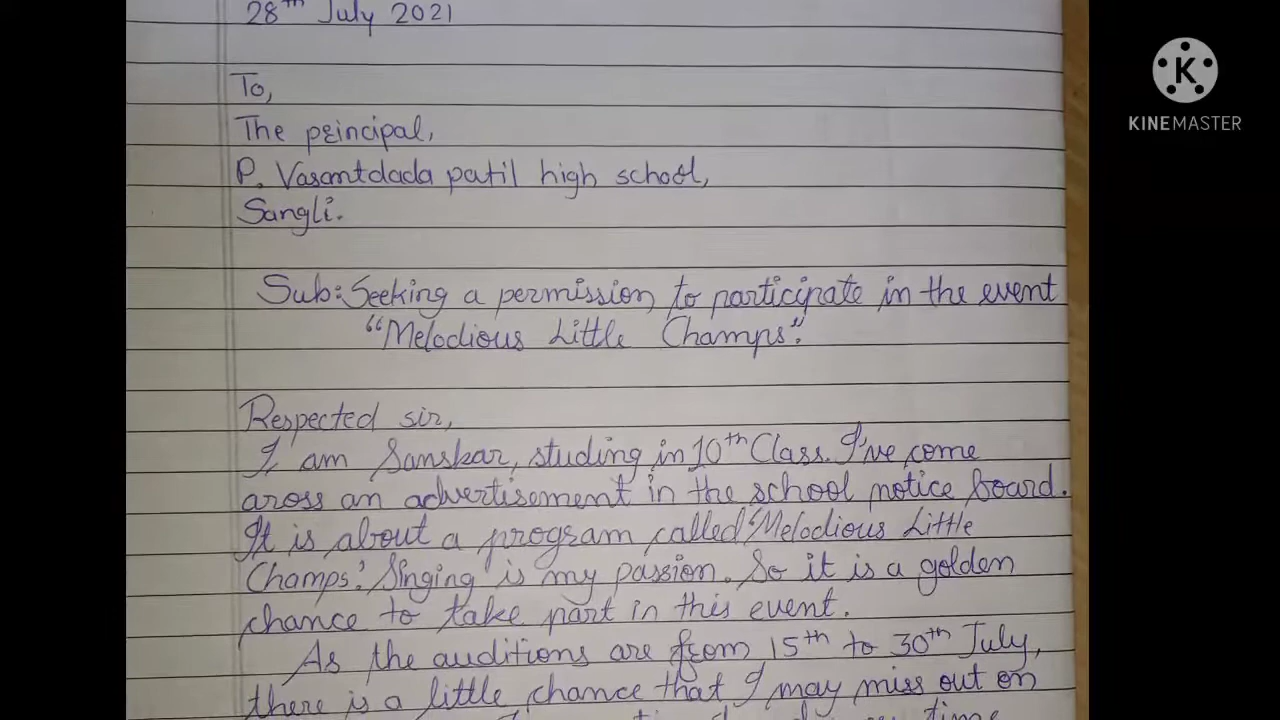 28th July 2021
To,
The principal,
P. Vasantdada patil high school,
Sangli.
Sub: Seeking a permission to participate in the event
"Melodious Little Champs".
Respected sir,
I am Sanskar, studing in 10th Class. I've come
aross an advertisement in the school notice board.
It is about a program called "Melodious Little
Champs". Singing is my passion. So it is a golden
chance to take part in this event.
As the auditions are from 15th to 30th July,
there is a little chance that I may miss out on
time
K
KINEMASTER